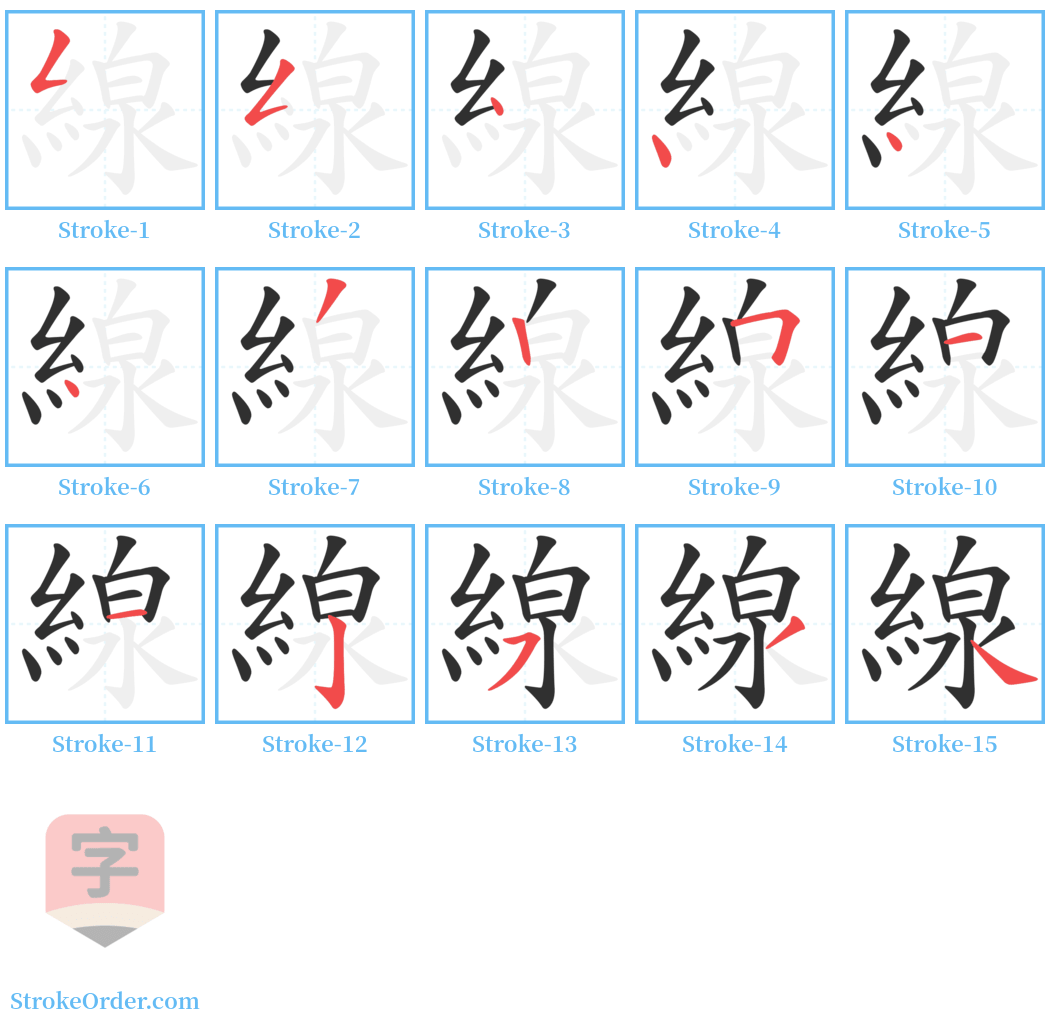 線 線 線 線 線
Stroke-1 Stroke-2 Stroke-3 Stroke-4 Stroke-5
線 線 線 線 線
Stroke-6 Stroke-7 Stroke-8 Stroke-9 Stroke-10
線 線 線 線 線
Stroke-11 Stroke-12 Stroke-13 Stroke-14 Stroke-15
字
StrokeOrder.com